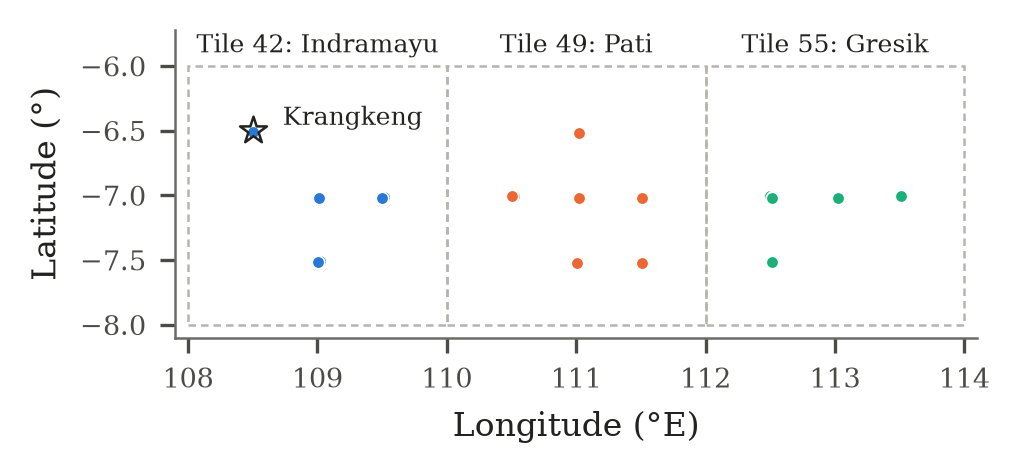 Tile 42: Indramayu Tile 49: Pati Tile 55: Gresik
−6.0
Krangkeng
−6.5
−7.0
−7.5
−8.0
Latitude (°)
108 109 110 111 112 113 114
Longitude (°E)